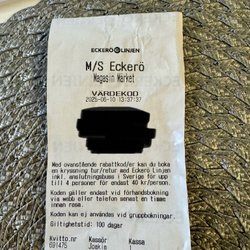 ECKERÖ LINJEN
M/S Eckerö
Magasin Market
VÄRDEKOD
2025-06-10 13:37:37
Med ovanstående rabattkod/er kan du boka
en kryssning tur/retur med Eckerö Linjen
inkl. anslutningsbuss i Sverige för upp
till 4 personer för endast 40 kr/person.
Koden gäller endast vid förhandsbokning
via webb eller telefon senast en timme
innan resa.
Koden kan ej användas vid gruppbokningar.
Giltighetstid: 100 dagar
Kvitto.nr Kassör Kassa
691475